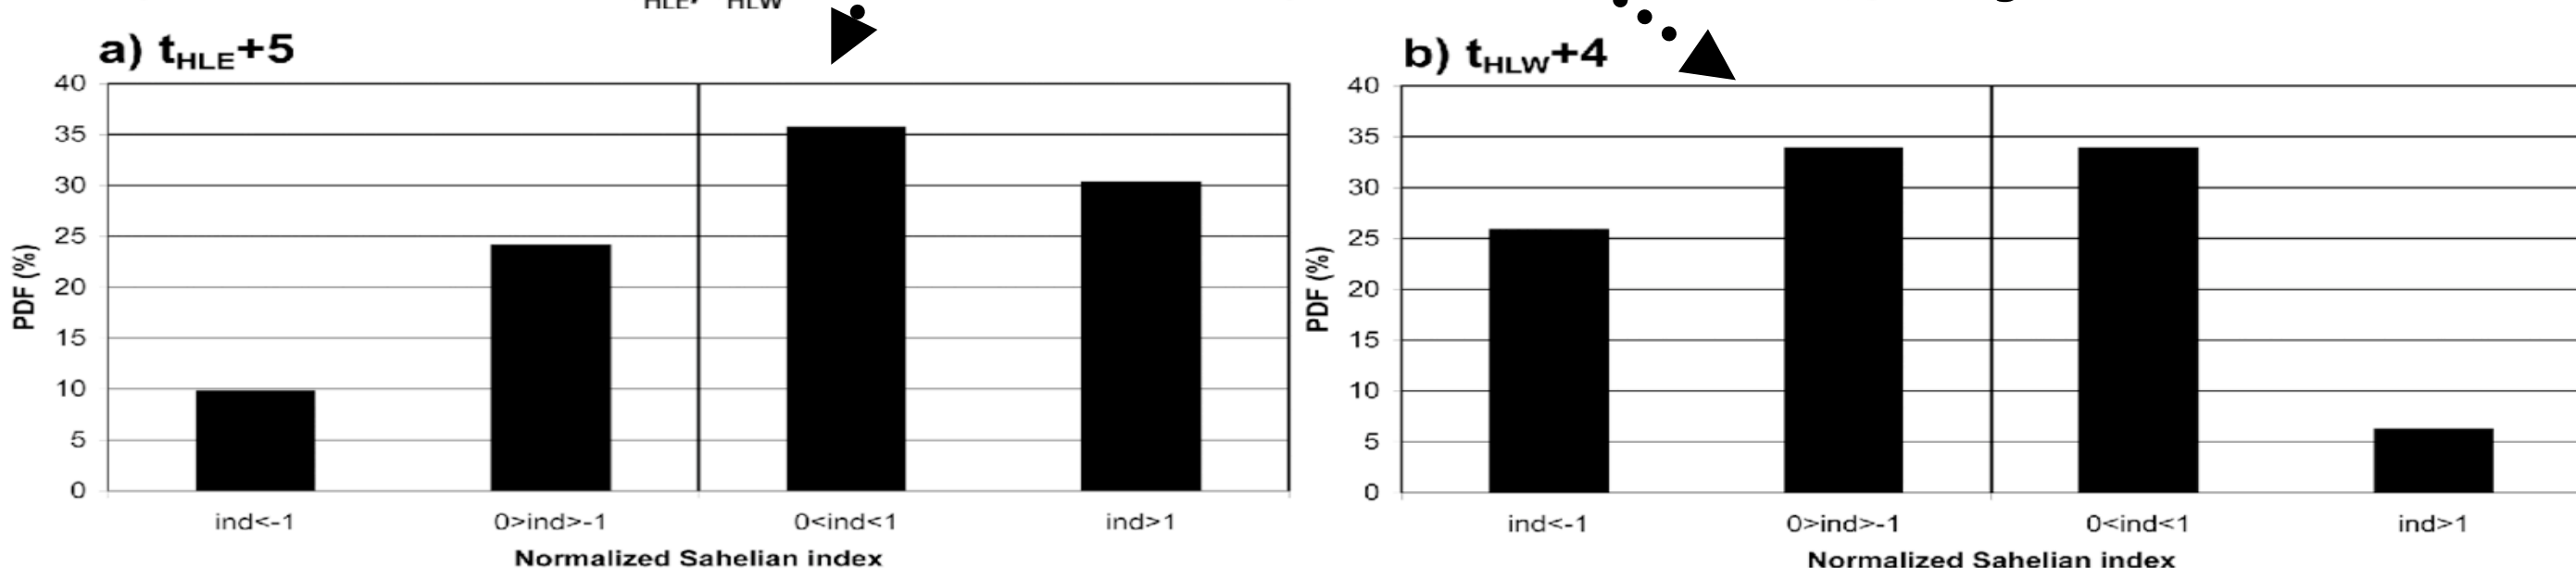 HLE, HLW
a) tHLE+5
40
35
30
25
20
15
10
5
0
PDF (%)
ind<-1 0>ind>-1 0<ind<1 ind>1
Normalized Sahelian index
b) tHLW+4
40
35
30
25
20
15
10
5
0
PDF (%)
ind<-1 0>ind>-1 0<ind<1 ind>1
Normalized Sahelian index